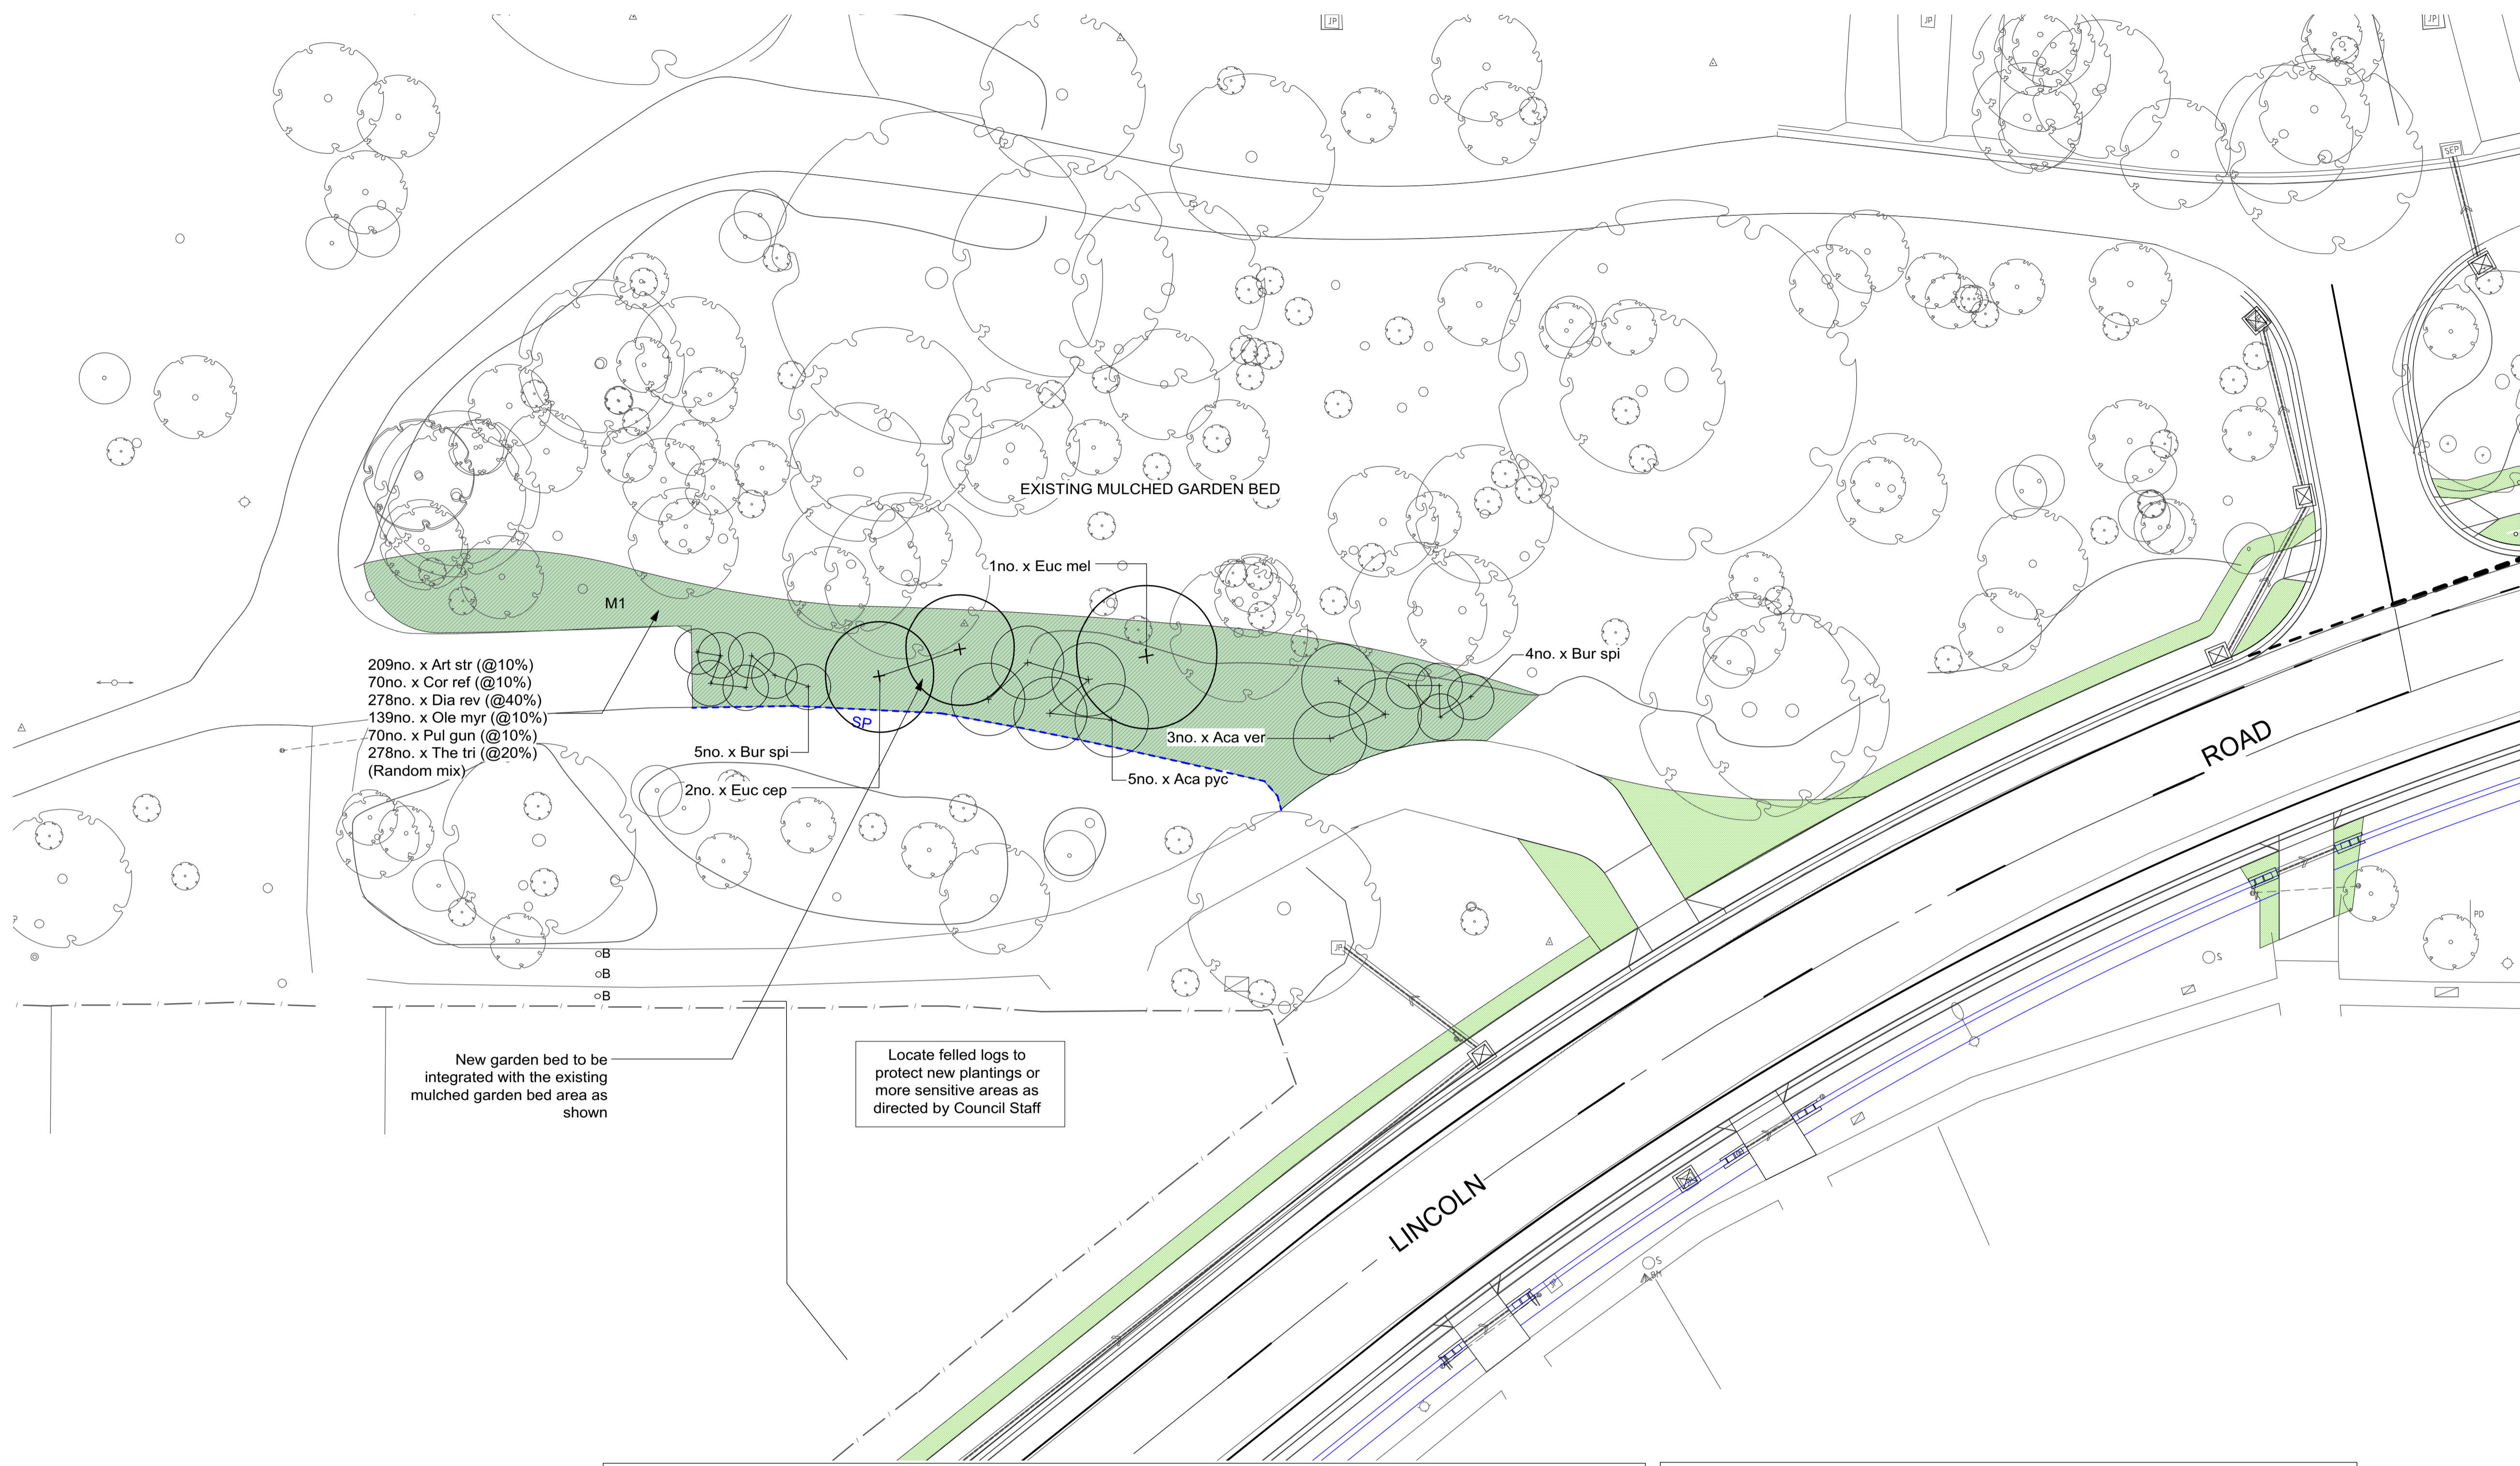 JP
JP
JP
SEP
EXISTING MULCHED GARDEN BED
1no. x Euc mel
M1
4no. x Bur spi
209no. x Art str (@10%)
70no. x Cor ref (@10%)
278no. x Dia rev (@40%)
139no. x Ole myr (@10%)
70no. x Pul gun (@10%)
278no. x The tri (@20%)
(Random mix)
SP
3no. x Aca ver
5no. x Bur spi
5no. x Aca pyc
2no. x Euc cep
ROAD
PD
JP
S
B
B
B
S
New garden bed to be
integrated with the existing
mulched garden bed area as
shown
Locate felled logs to
protect new plantings or
more sensitive areas as
directed by Council Staff
LINCOLN
S
BM
JP